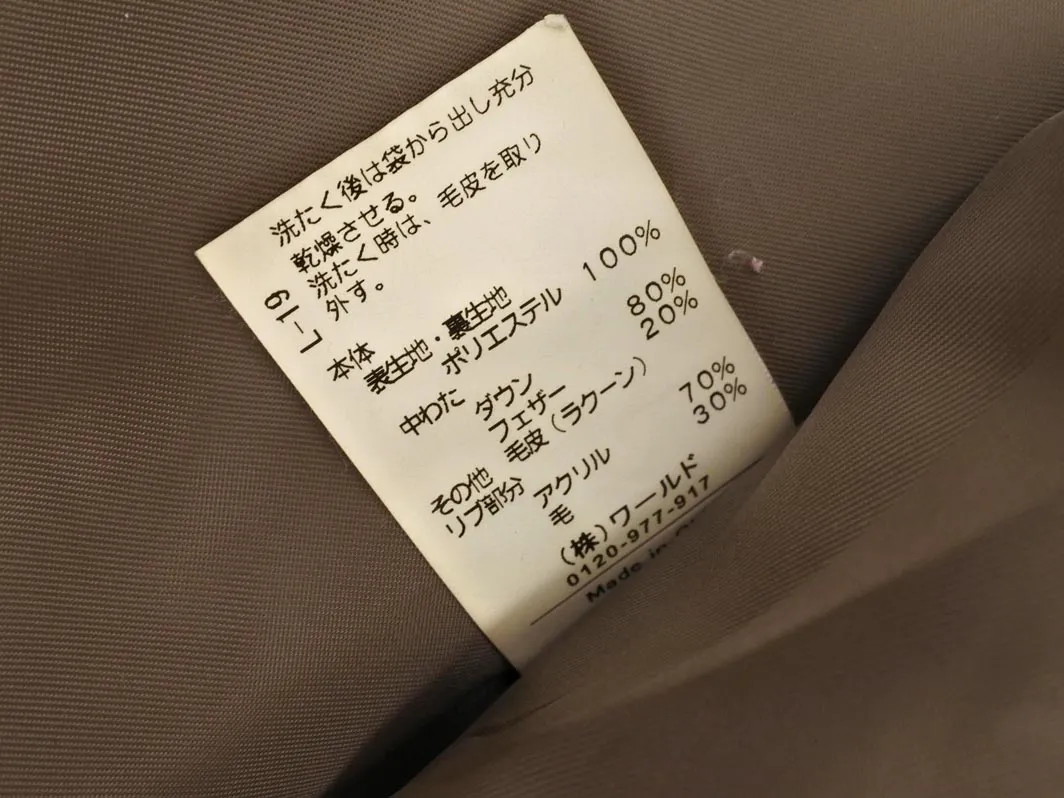 洗たく後は袋から出し充分
乾燥させる。
洗たく時は、毛皮を取り
外す。
L-19
本体
表生地・裏生地
ポリエステル 100%
中わた ダウン 80%
フェザー 20%
その他 毛皮(ラクーン)
リブ部分 アクリル 70%
毛 30%
(株)ワールド
0120-977-917
Made in